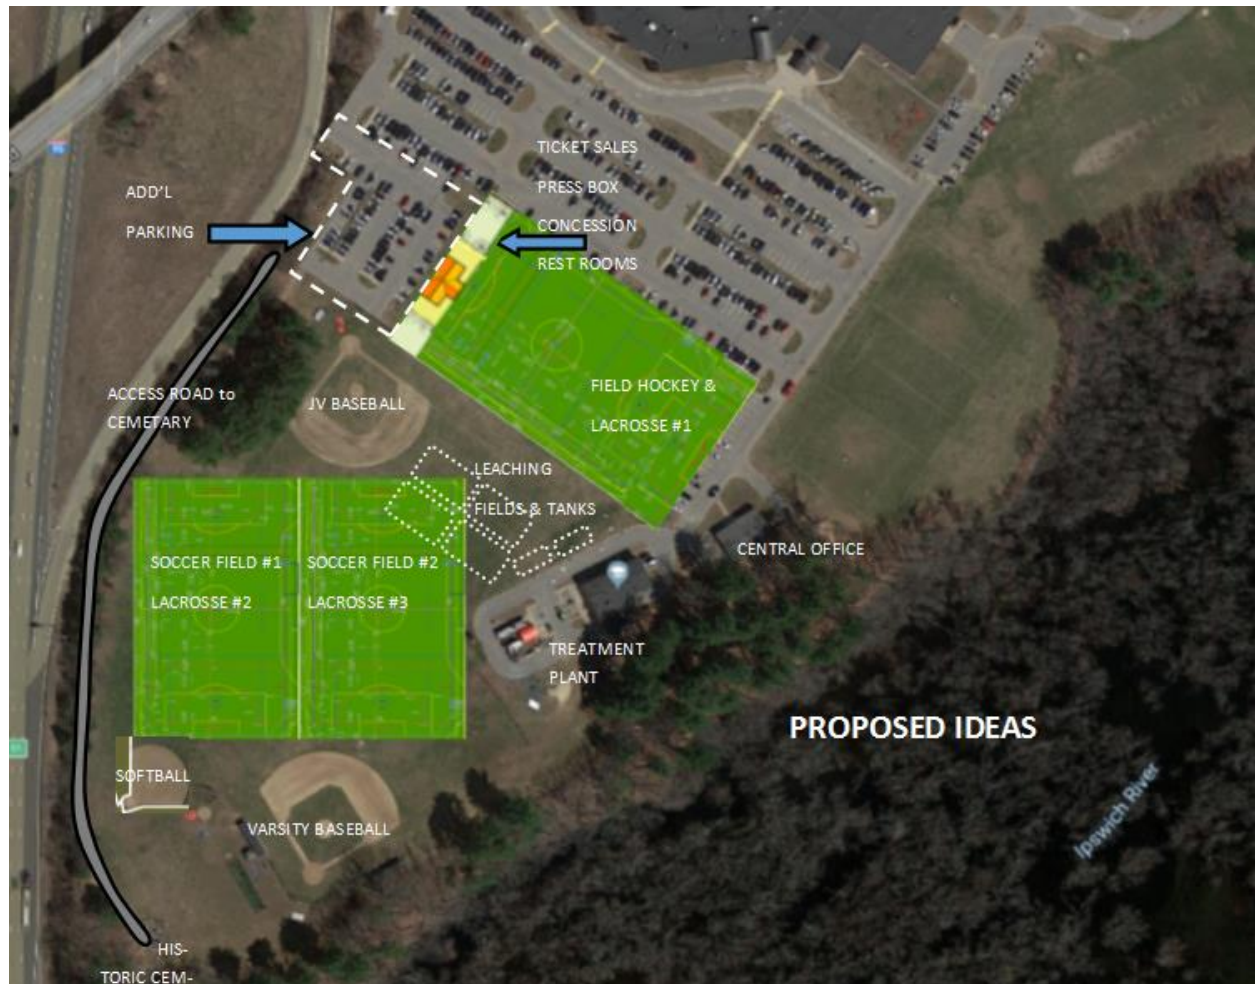 TICKET SALES
PRESS BOX
CONCESSION
REST ROOMS
ADD'L
PARKING
ACCESS ROAD to
CEMETARY
JV BASEBALL
FIELD HOCKEY &
LACROSSE #1
LEACHING
FIELDS & TANKS
CENTRAL OFFICE
SOCCER FIELD #1
LACROSSE #2
SOCCER FIELD #2
LACROSSE #3
TREATMENT
PLANT
PROPOSED IDEAS
SOFTBALL
VARSITY BASEBALL
Ipswich River
HIS-
TORIC CEM-